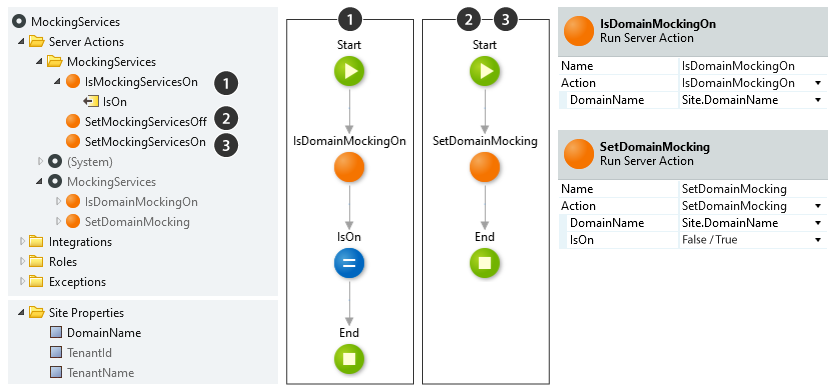 MockingServices
Server Actions
MockingServices
IsMockingServicesOn
1
IsOn
SetMockingServicesOff
2
SetMockingServicesOn
3
(System)
MockingServices
IsDomainMockingOn
SetDomainMocking
Integrations
Roles
Exceptions
Site Properties
DomainName
TenantId
TenantName
1
Start
IsDomainMockingOn
IsOn
=
End
2 3
Start
SetDomainMocking
End
IsDomainMockingOn
Run Server Action
Name IsDomainMockingOn
Action IsDomainMockingOn
DomainName Site.DomainName
SetDomainMocking
Run Server Action
Name SetDomainMocking
Action SetDomainMocking
DomainName Site.DomainName
IsOn False / True